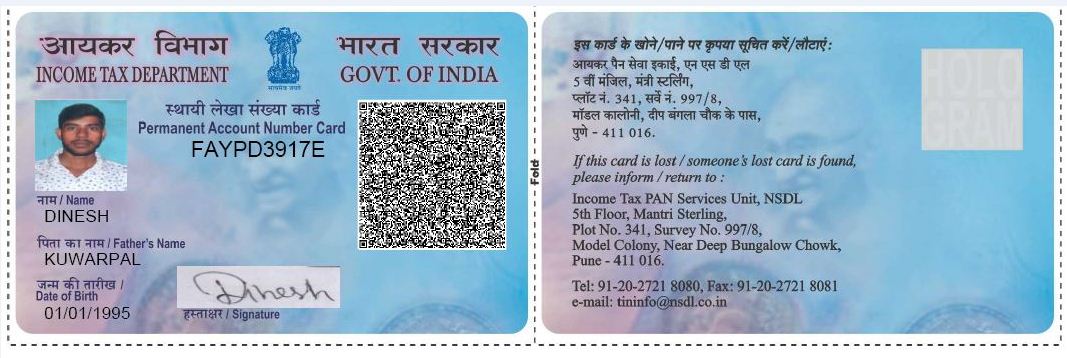 आयकर विभाग
INCOME TAX DEPARTMENT
सत्यमेव जयते
भारत सरकार
GOVT. OF INDIA
स्थायी लेखा संख्या कार्ड
Permanent Account Number Card
FAYPD3917E
नाम / Name
DINESH
पिता का नाम / Father's Name
KUWARPAL
जन्म की तारीख /
Date of Birth
01/01/1995
Dinesh
हस्ताक्षर / Signature
Fold
इस कार्ड के खोने/पाने पर कृपया सूचित करें/लौटाएं :
आयकर पैन सेवा इकाई, एन एस डी एल
5 वीं मंजिल, मंत्री स्टर्लिंग,
प्लॉट नं. 341, सर्वे नं. 997/8,
मॉडल कालोनी, दीप बंगला चौक के पास,
पुणे - 411 016.
If this card is lost / someone's lost card is found,
please inform / return to :
Income Tax PAN Services Unit, NSDL
5th Floor, Mantri Sterling,
Plot No. 341, Survey No. 997/8,
Model Colony, Near Deep Bungalow Chowk,
Pune - 411 016.
Tel: 91-20-2721 8080, Fax: 91-20-2721 8081
e-mail: tininfo@nsdl.co.in
HOLO
GRAM